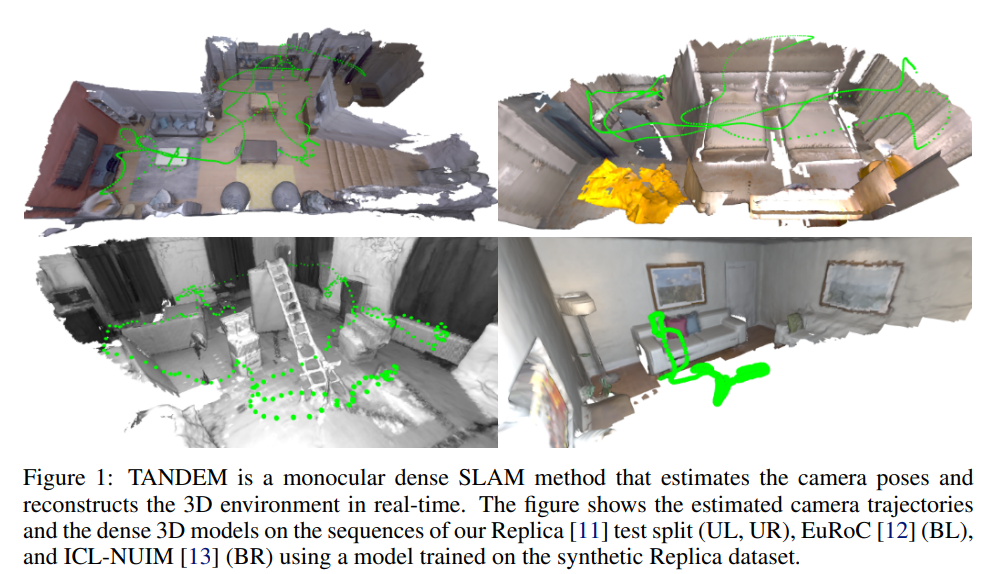 Figure 1: TANDEM is a monocular dense SLAM method that estimates the camera poses and
reconstructs the 3D environment in real-time. The figure shows the estimated camera trajectories
and the dense 3D models on the sequences of our Replica [11] test split (UL, UR), EuRoC [12] (BL),
and ICL-NUIM [13] (BR) using a model trained on the synthetic Replica dataset.